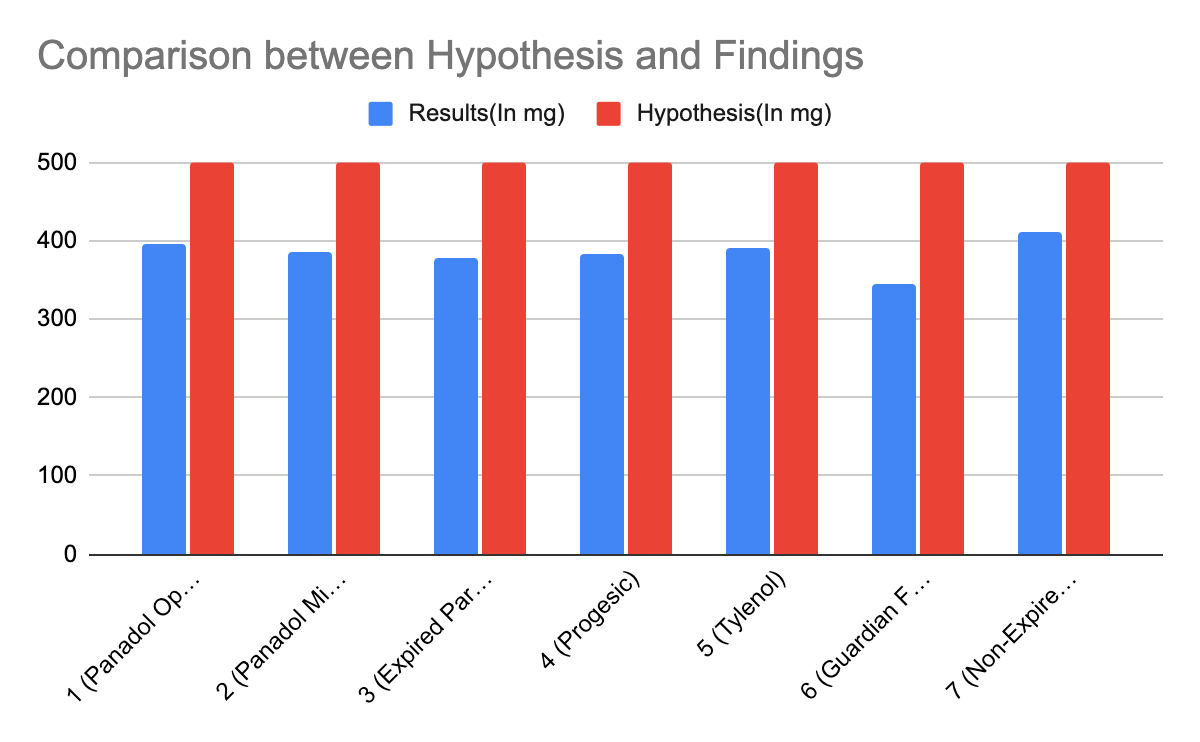 Comparison between Hypothesis and Findings
Results(In mg)
Hypothesis(In mg)
500
400
300
200
100
0
1 (Panadol Op...
2 (Panadol Mi...
3 (Expired Par...
4 (Progesic)
5 (Tylenol)
6 (Guardian F...
7 (Non-Expire...